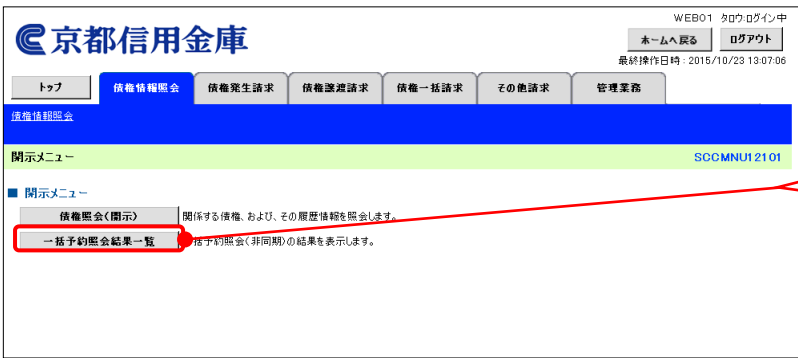 WEB01 タロウ:ログイン中
京都信用金庫
ホームへ戻る ログアウト
最終操作日時:2015/10/23 13:07:06
トップ 債権情報照会 債権発生請求 債権譲渡請求 債権一括請求 その他請求 管理業務
債権情報照会
開示メニュー SCCMNU12101
■ 開示メニュー
債権照会(開示) 関係する債権、および、その履歴情報を照会します。
一括予約照会結果一覧 括予約照会(非同期)の結果を表示します。